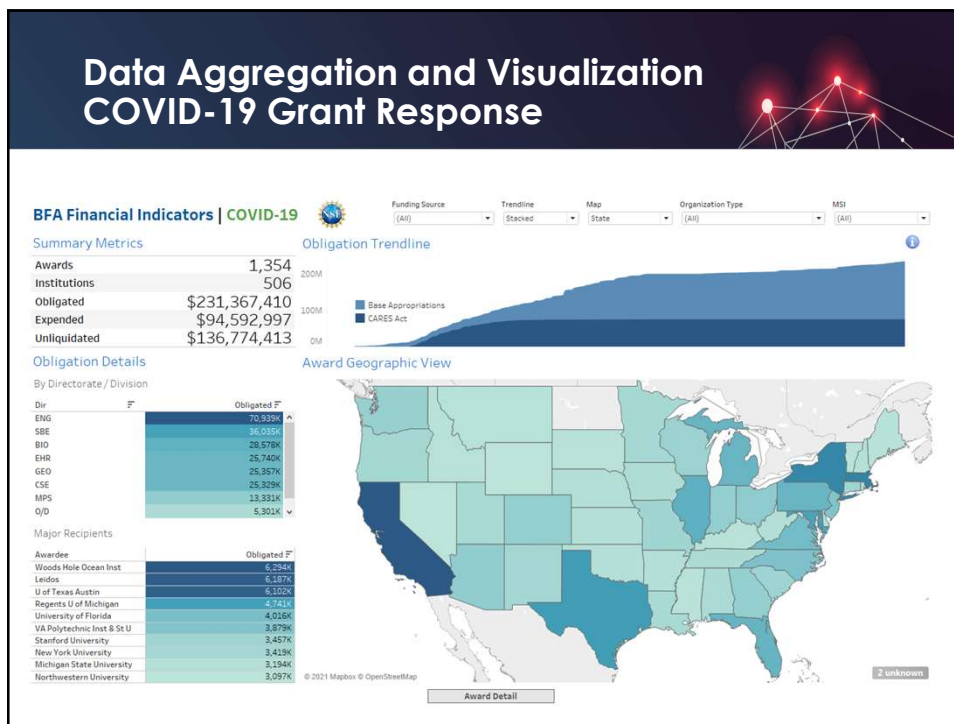 Data Aggregation and Visualization
COVID-19 Grant Response
BFA Financial Indicators | COVID-19
NSF
Funding Source
(All)
Trendline
Stacked
Map
State
Organization Type
(All)
MSI
(All)
Summary Metrics
Awards 1,354
Institutions 506
Obligated $231,367,410
Expended $94,592,997
Unliquidated $136,774,413
Obligation Trendline
200M
100M
0M
Base Appropriations
CARES Act
Obligation Details
By Directorate / Division
Dir Obligated
ENG 70,939K
SBE 36,035K
BIO 28,578K
EHR 25,740K
GEO 25,357K
CSE 25,329K
MPS 13,331K
O/D 5,301K
Major Recipients
Awardee Obligated
Woods Hole Ocean Inst 6,294K
Leidos 6,187K
U of Texas Austin 6,102K
Regents U of Michigan 4,741K
University of Florida 4,016K
VA Polytechnic Inst & St U 3,879K
Stanford University 3,457K
New York University 3,419K
Michigan State University 3,194K
Northwestern University 3,097K
Award Geographic View
© 2021 Mapbox © OpenStreetMap
2 unknown
Award Detail